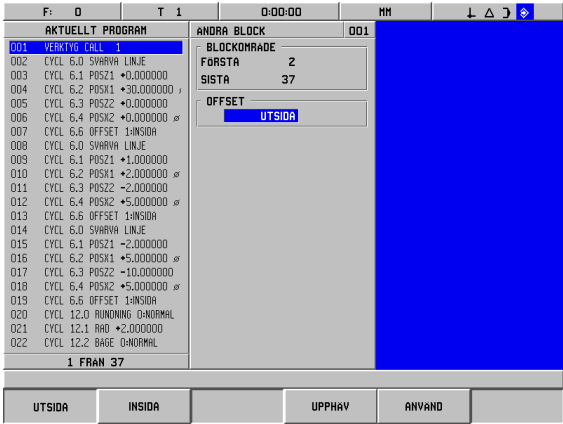 F: 0 T 1 0:00:00 MM
AKTUELLT PROGRAM
001 VERKTYG CALL 1
002 CYCL 6.0 SVARVA LINJE
003 CYCL 6.1 POSZ1 +0.000000
004 CYCL 6.2 POSX1 +30.000000
005 CYCL 6.3 POSZ2 +0.000000
006 CYCL 6.4 POSX2 +0.000000 ø
007 CYCL 6.6 OFFSET 1:INSIDA
008 CYCL 6.0 SVARVA LINJE
009 CYCL 6.1 POSZ1 +1.000000
010 CYCL 6.2 POSX1 +2.000000 ø
011 CYCL 6.3 POSZ2 -2.000000
012 CYCL 6.4 POSX2 +5.000000 ø
013 CYCL 6.6 OFFSET 1:INSIDA
014 CYCL 6.0 SVARVA LINJE
015 CYCL 6.1 POSZ1 -2.000000
016 CYCL 6.2 POSX1 +5.000000 ø
017 CYCL 6.3 POSZ2 -10.000000
018 CYCL 6.4 POSX2 +5.000000 ø
019 CYCL 6.6 OFFSET 1:INSIDA
020 CYCL 12.0 RUNDNING 0:NORMAL
021 CYCL 12.1 RAD +2.000000
022 CYCL 12.2 BAGE 0:NORMAL
1 FRAN 37
ANDRA BLOCK 001
BLOCKOMRADE
FöRSTA 2
SISTA 37
OFFSET
UTSIDA
UTSIDA INSIDA UPPHäV ANVäND